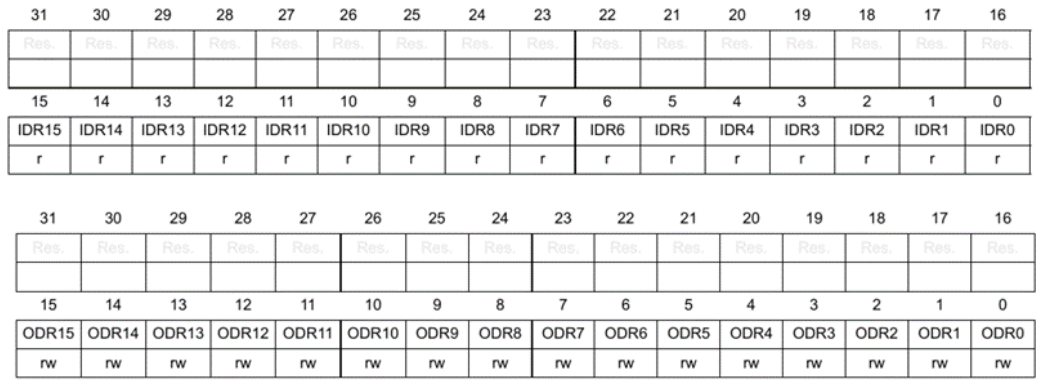 31 30 29 28 27 26 25 24 23 22 21 20 19 18 17 16
Res. Res. Res. Res. Res. Res. Res. Res. Res. Res. Res. Res. Res. Res. Res. Res.
15 14 13 12 11 10 9 8 7 6 5 4 3 2 1 0
IDR15 IDR14 IDR13 IDR12 IDR11 IDR10 IDR9 IDR8 IDR7 IDR6 IDR5 IDR4 IDR3 IDR2 IDR1 IDR0
r r r r r r r r r r r r r r r r
31 30 29 28 27 26 25 24 23 22 21 20 19 18 17 16
Res. Res. Res. Res. Res. Res. Res. Res. Res. Res. Res. Res. Res. Res. Res. Res.
15 14 13 12 11 10 9 8 7 6 5 4 3 2 1 0
ODR15 ODR14 ODR13 ODR12 ODR11 ODR10 ODR9 ODR8 ODR7 ODR6 ODR5 ODR4 ODR3 ODR2 ODR1 ODR0
rw rw rw rw rw rw rw rw rw rw rw rw rw rw rw rw